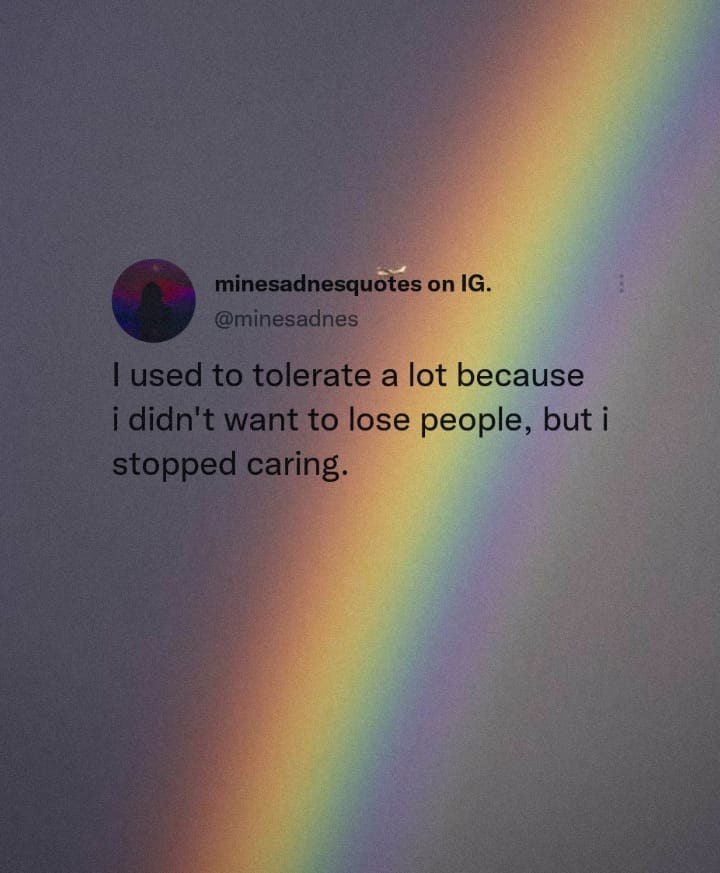 minesadnesquotes on IG.
@minesadnes
I used to tolerate a lot because
i didn't want to lose people, but i
stopped caring.